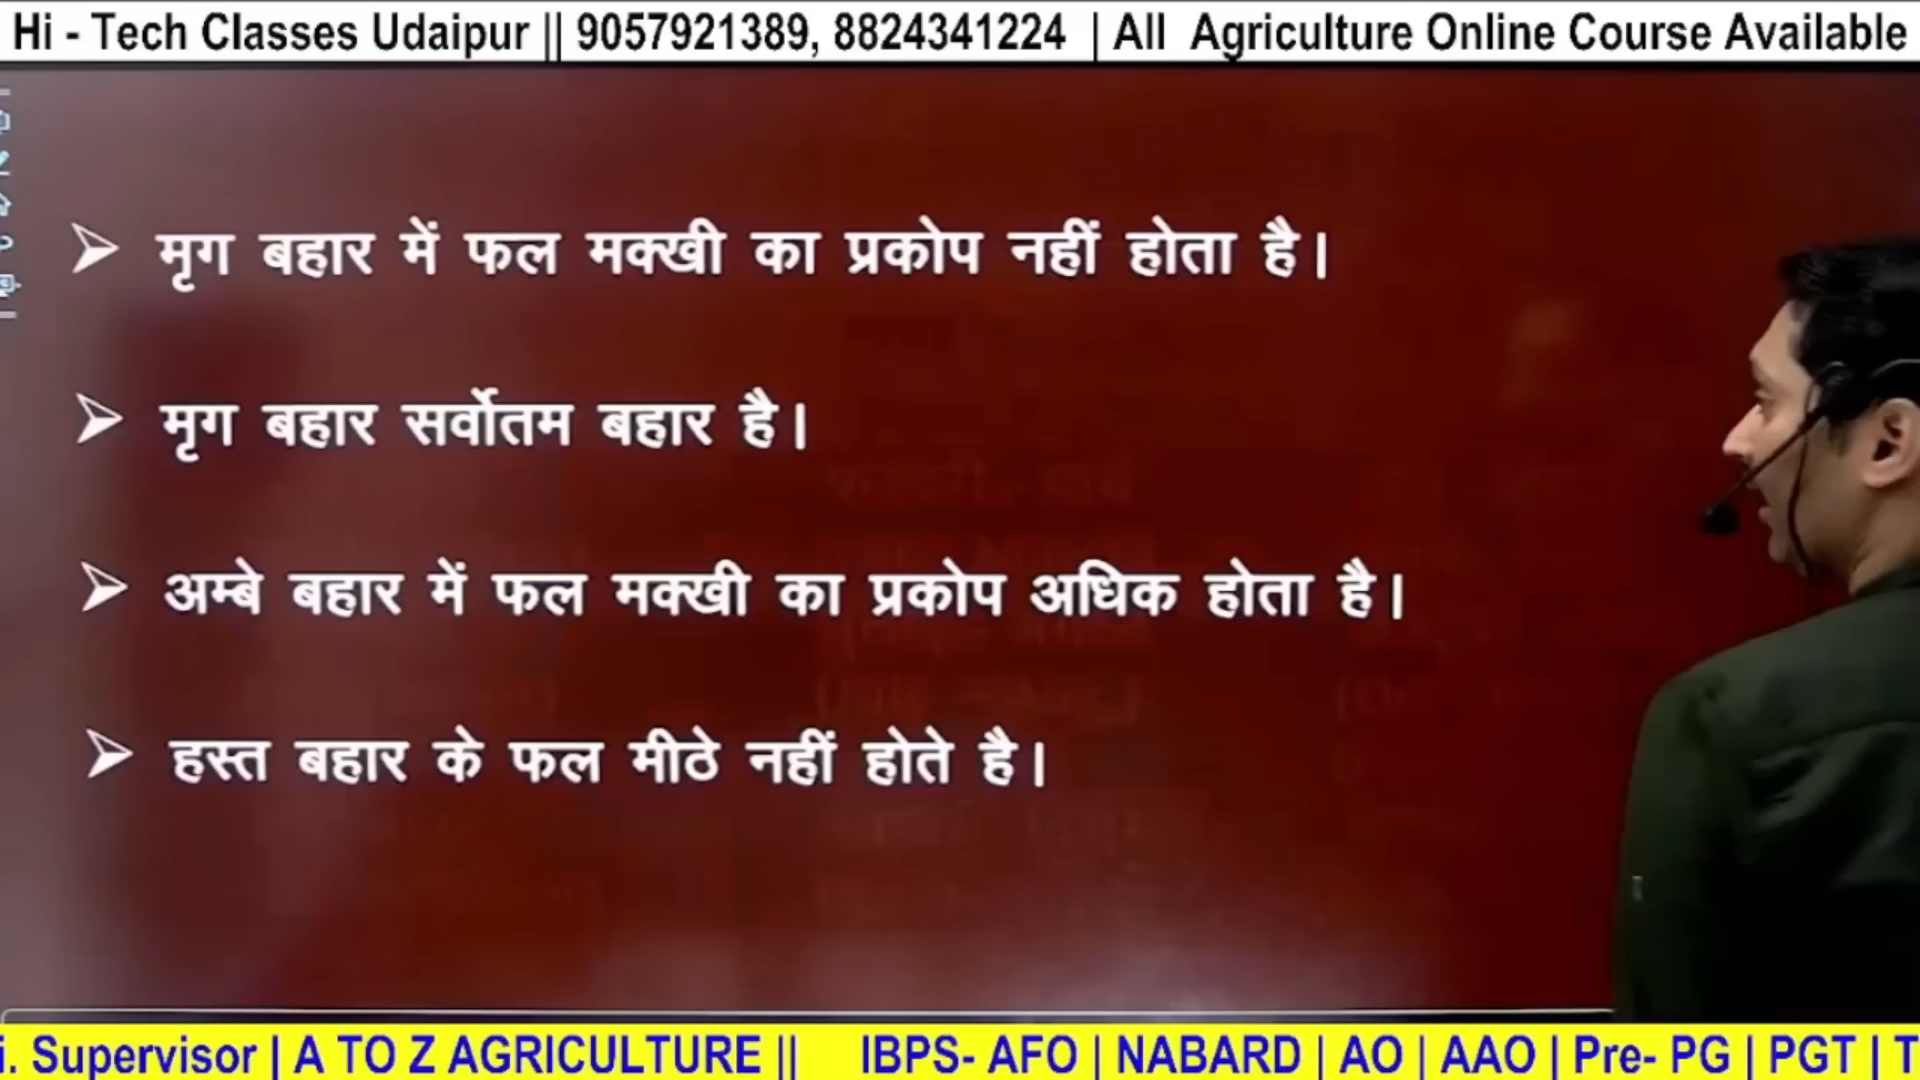 Hi - Tech Classes Udaipur || 9057921389, 8824341224 | All Agriculture Online Course Available
मृग बहार में फल मक्खी का प्रकोप नहीं होता है।
मृग बहार सर्वोतम बहार है।
अम्बे बहार में फल मक्खी का प्रकोप अधिक होता है।
हस्त बहार के फल मीठे नहीं होते है।
i. Supervisor | A TO Z AGRICULTURE || IBPS- AFO | NABARD | AO | AAO | Pre- PG | PGT | T